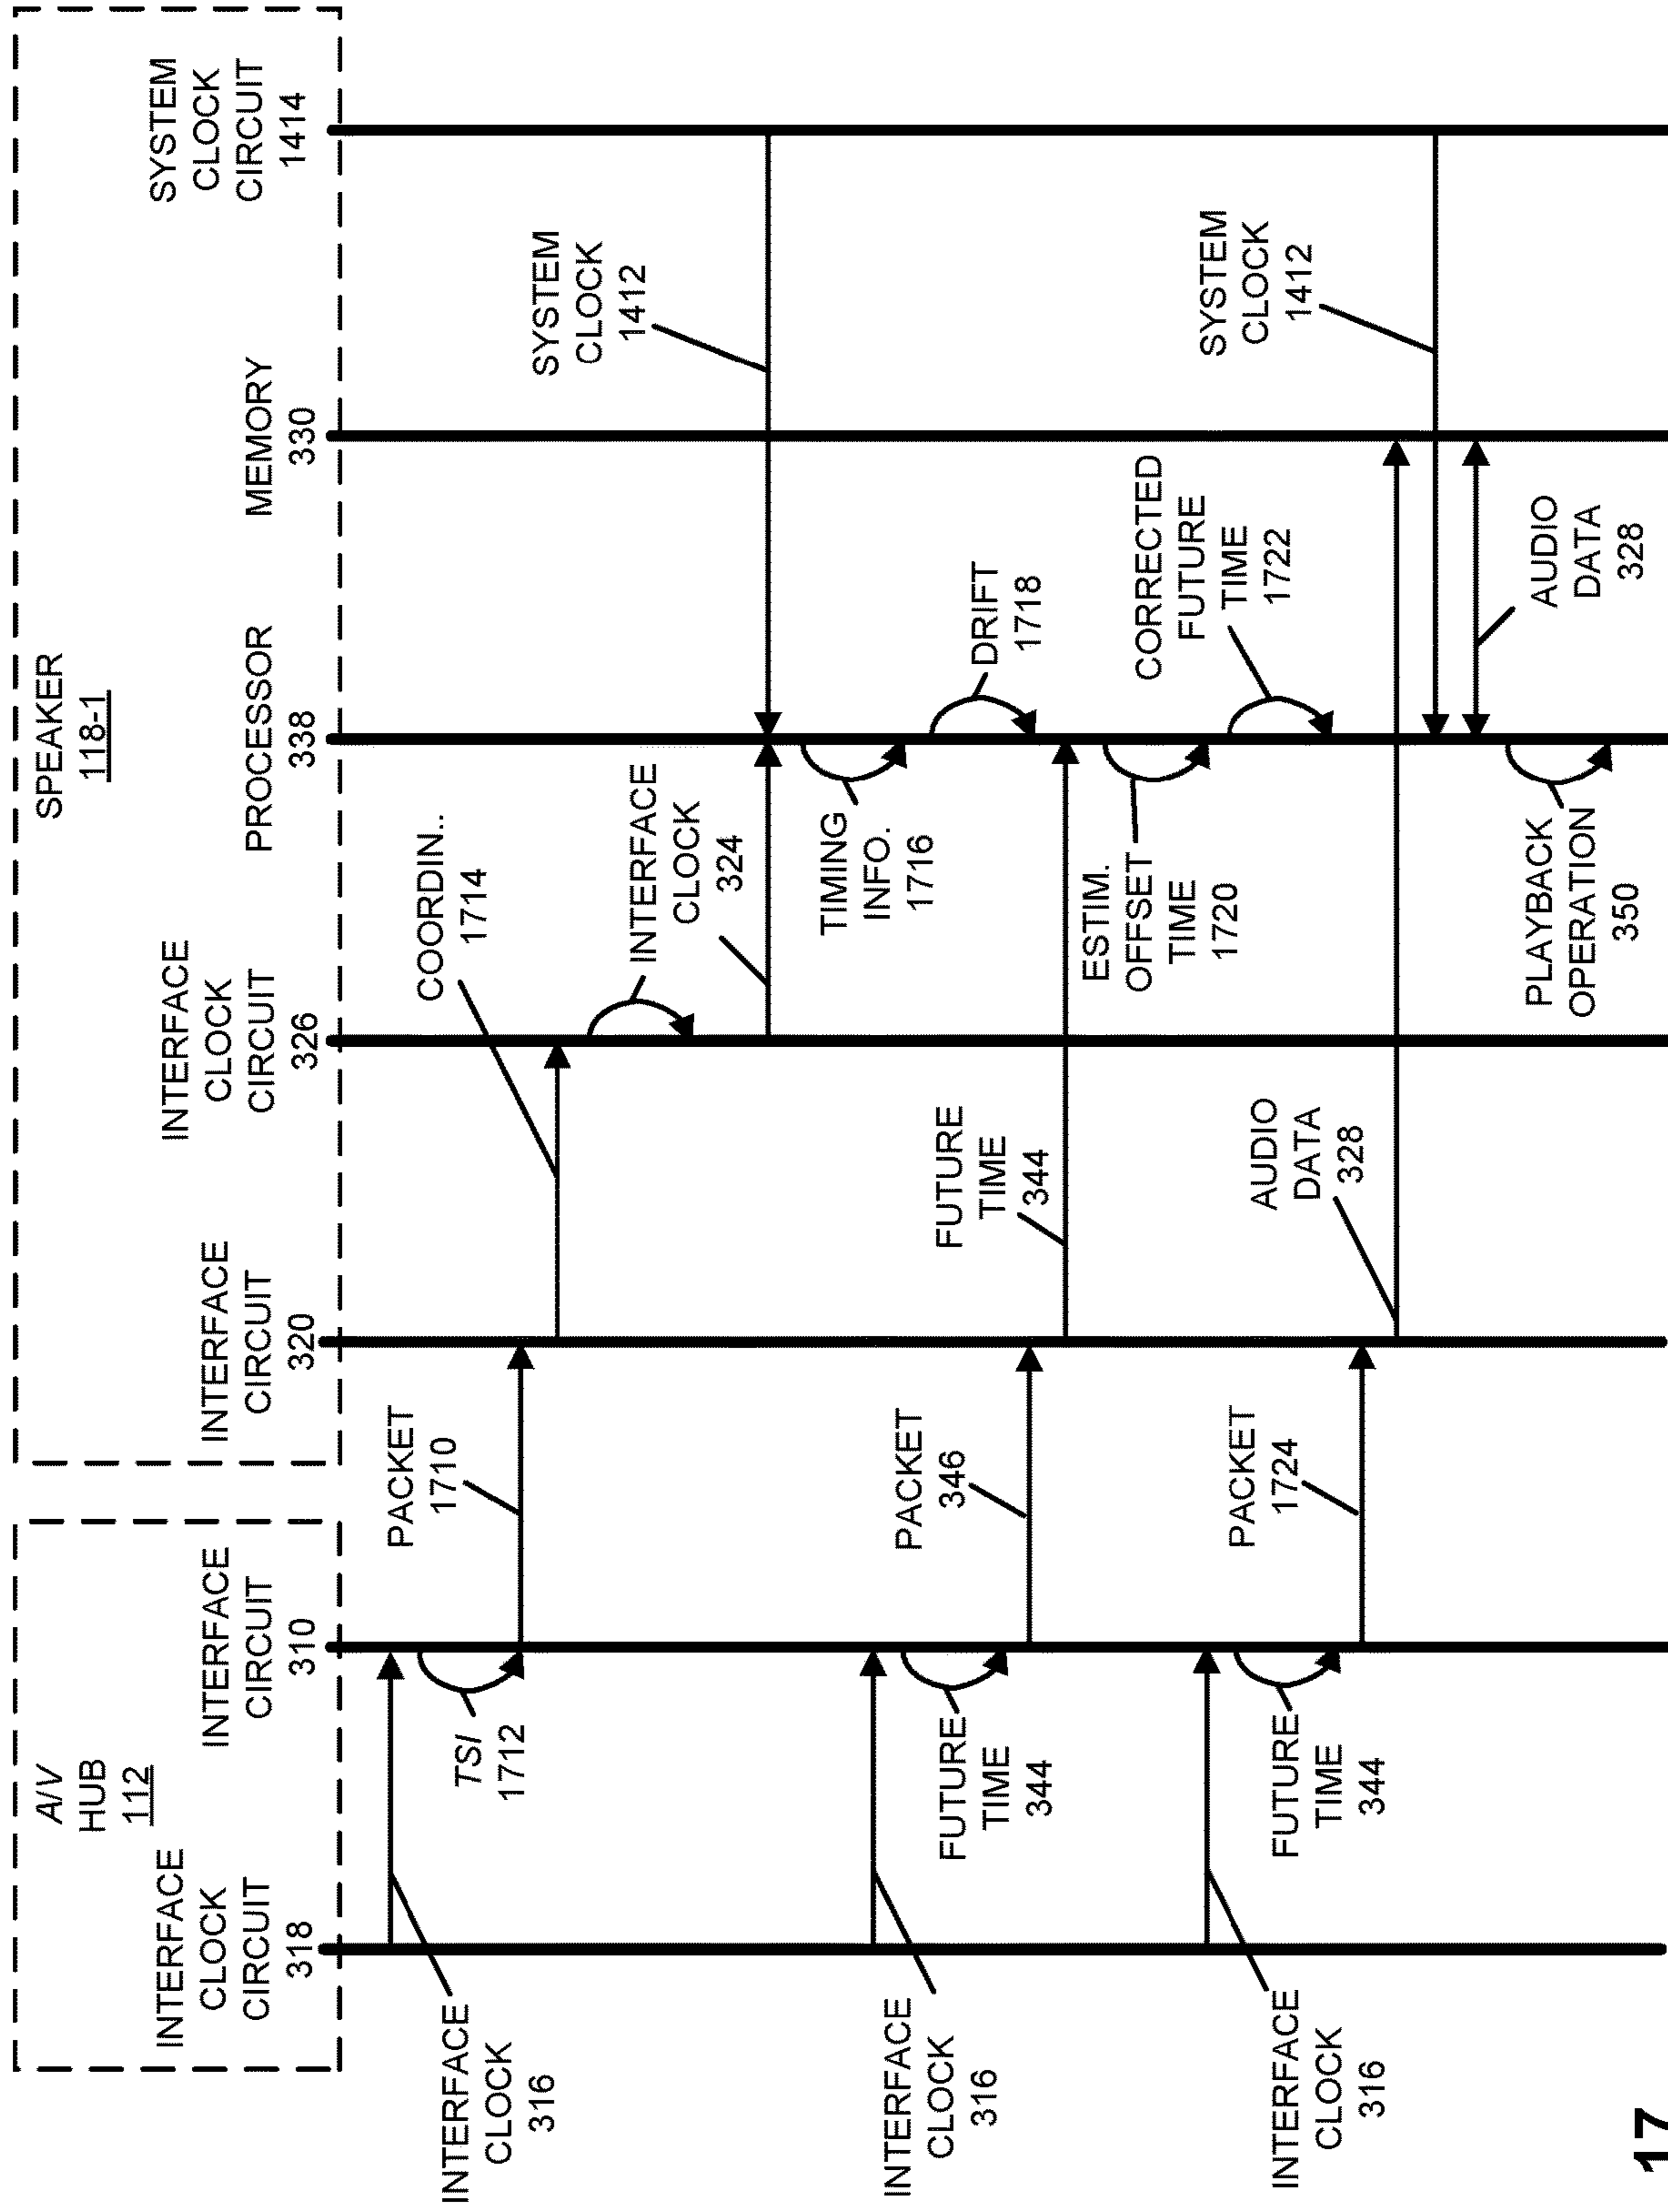 A/V
HUB
112
SPEAKER
118-1
INTERFACE
CLOCK
CIRCUIT
318
INTERFACE
CIRCUIT
310
INTERFACE
CIRCUIT
320
INTERFACE
CLOCK
CIRCUIT
326
PROCESSOR
338
MEMORY
330
SYSTEM
CLOCK
CIRCUIT
1414
INTERFACE
CLOCK
316
TSI
1712
PACKET
1710
COORDIN..
1714
INTERFACE
CLOCK
324
SYSTEM
CLOCK
1412
TIMING
INFO.
1716
DRIFT
1718
INTERFACE
CLOCK
316
FUTURE
TIME
344
PACKET
346
FUTURE
TIME
344
ESTIM.
OFFSET
TIME
1720
CORRECTED
FUTURE
TIME
1722
INTERFACE
CLOCK
316
FUTURE
TIME
344
PACKET
1724
AUDIO
DATA
328
SYSTEM
CLOCK
1412
AUDIO
DATA
328
PLAYBACK
OPERATION
350
17